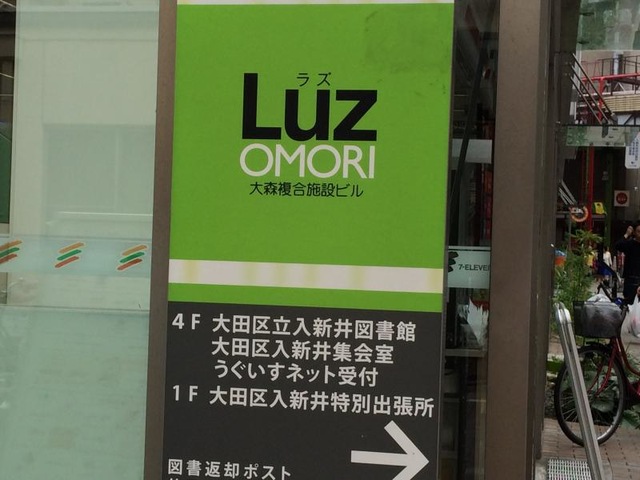 ラズ
Luz
OMORI
大森複合施設ビル
7-ELEVE
4F 大田区立入新井図書館
大田区入新井集会室
うぐいすネット受付
1F 大田区入新井特別出張所
図書返却ポスト